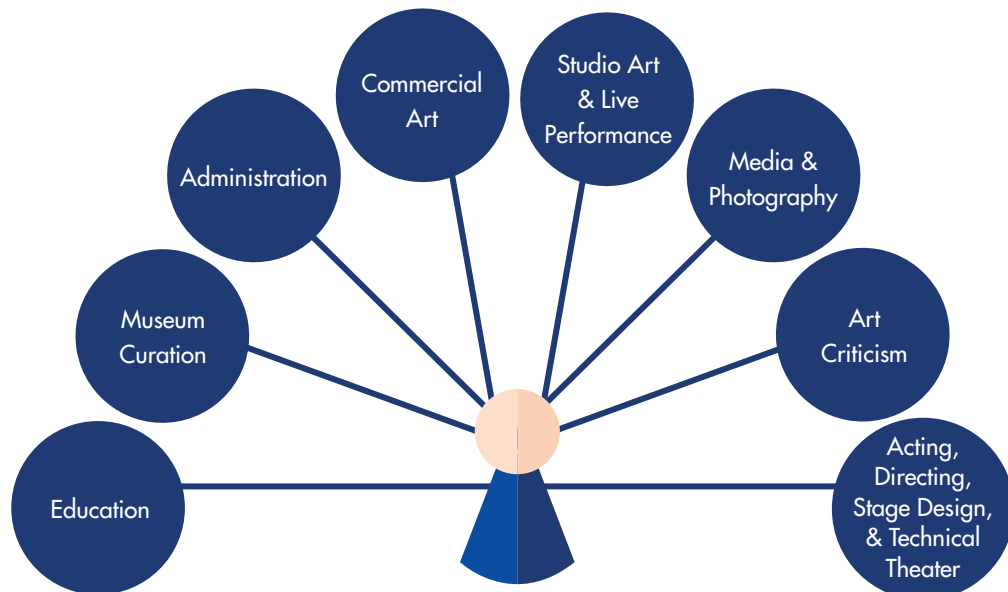 Commercial
Art
Studio Art
& Live
Performance
Administration
Media &
Photography
Museum
Curation
Art
Criticism
Education
Acting,
Directing,
Stage Design,
& Technical
Theater